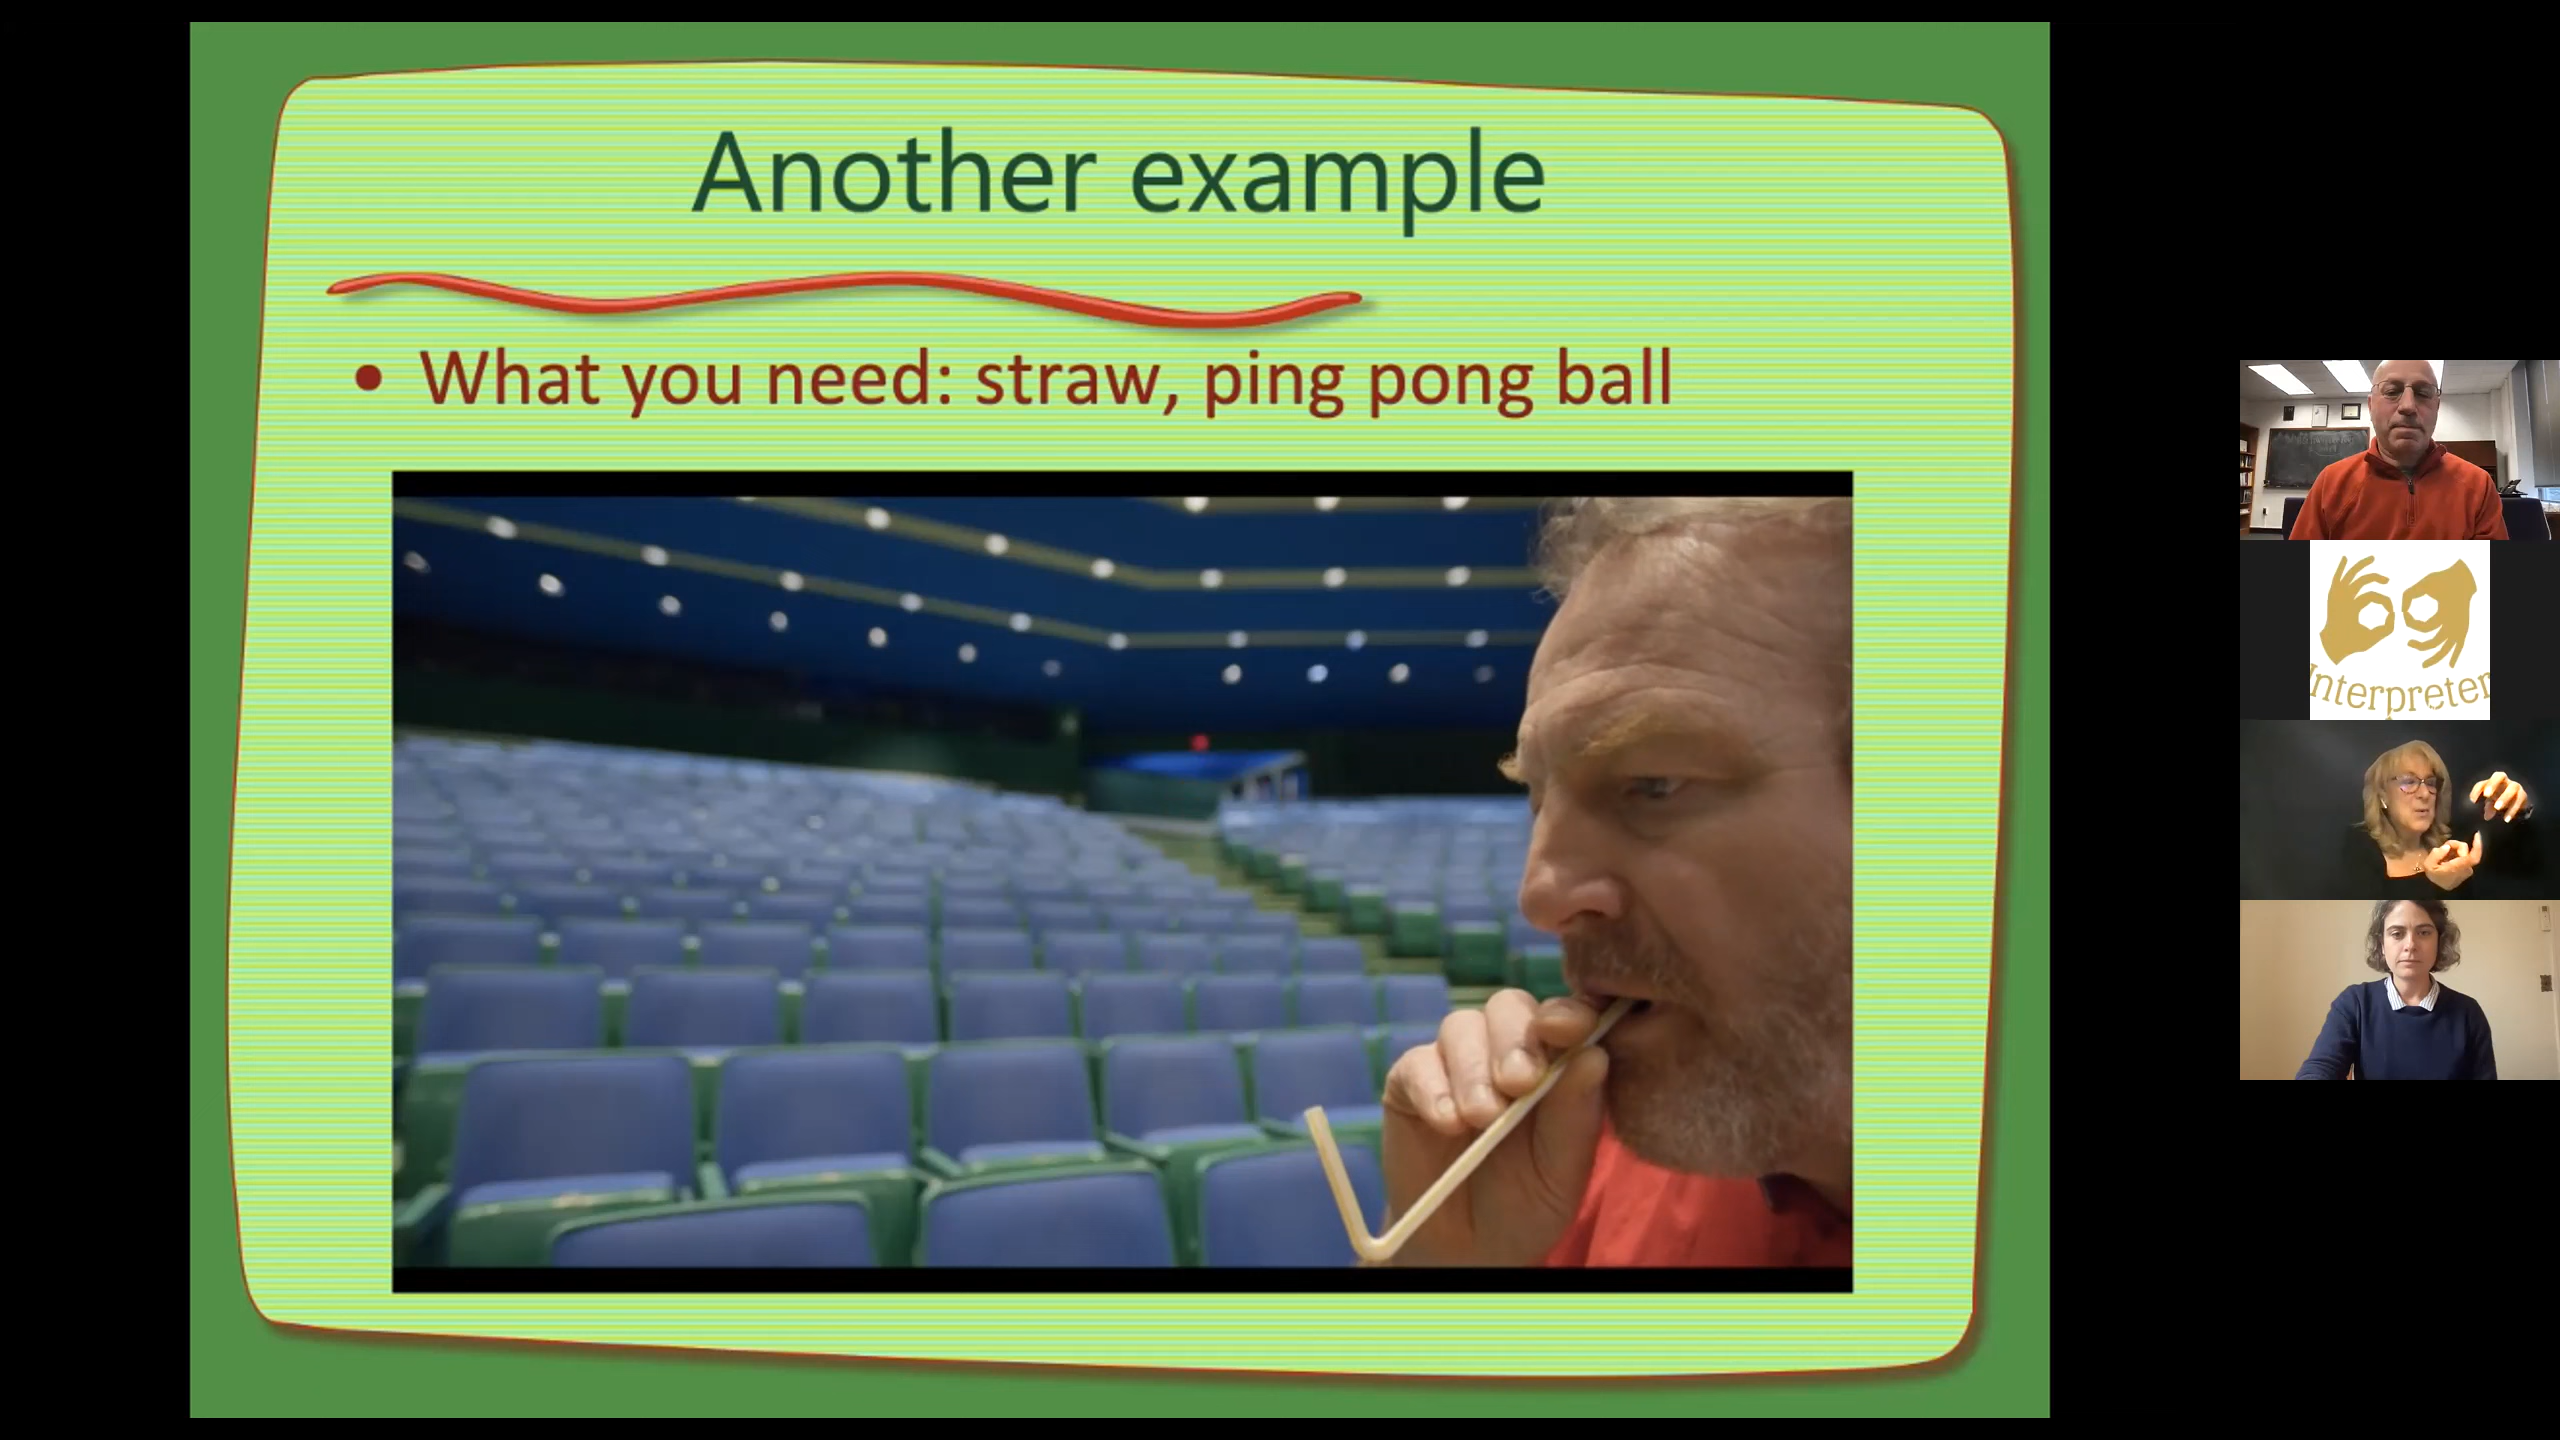 Another example
• What you need: straw, ping pong ball
Interpreter